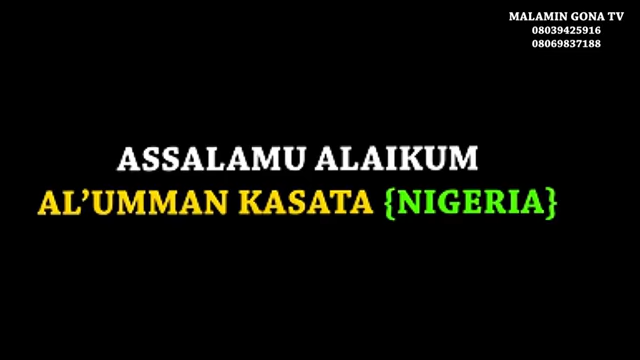 MALAMIN GONA TV
08039425916
08069837188
ASSALAMU ALAIKUM
AL’UMMAN KASATA {NIGERIA}